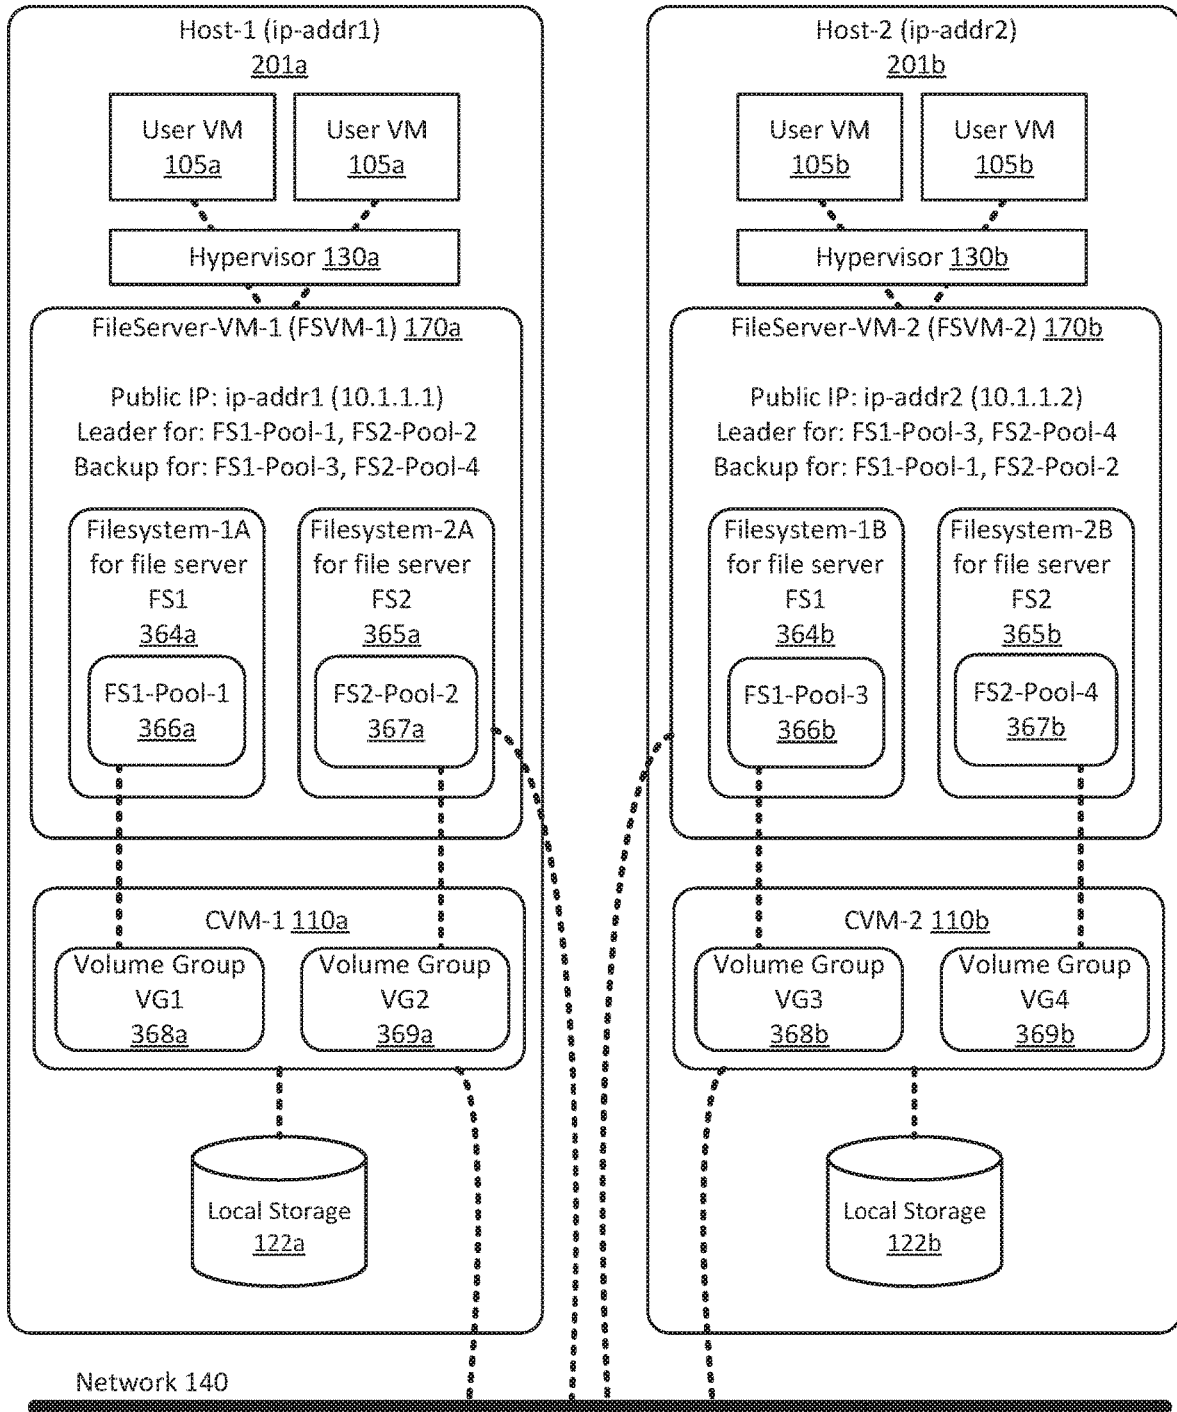 Host-1 (ip-addr1)
201a
User VM
105a
User VM
105a
Hypervisor 130a
FileServer-VM-1 (FSVM-1) 170a
Public IP: ip-addr1 (10.1.1.1)
Leader for: FS1-Pool-1, FS2-Pool-2
Backup for: FS1-Pool-3, FS2-Pool-4
Filesystem-1A
for file server
FS1
364a
FS1-Pool-1
366a
Filesystem-2A
for file server
FS2
365a
FS2-Pool-2
367a
CVM-1 110a
Volume Group
VG1
368a
Volume Group
VG2
369a
Local Storage
122a
Host-2 (ip-addr2)
201b
User VM
105b
User VM
105b
Hypervisor 130b
FileServer-VM-2 (FSVM-2) 170b
Public IP: ip-addr2 (10.1.1.2)
Leader for: FS1-Pool-3, FS2-Pool-4
Backup for: FS1-Pool-1, FS2-Pool-2
Filesystem-1B
for file server
FS1
364b
FS1-Pool-3
366b
Filesystem-2B
for file server
FS2
365b
FS2-Pool-4
367b
CVM-2 110b
Volume Group
VG3
368b
Volume Group
VG4
369b
Local Storage
122b
Network 140